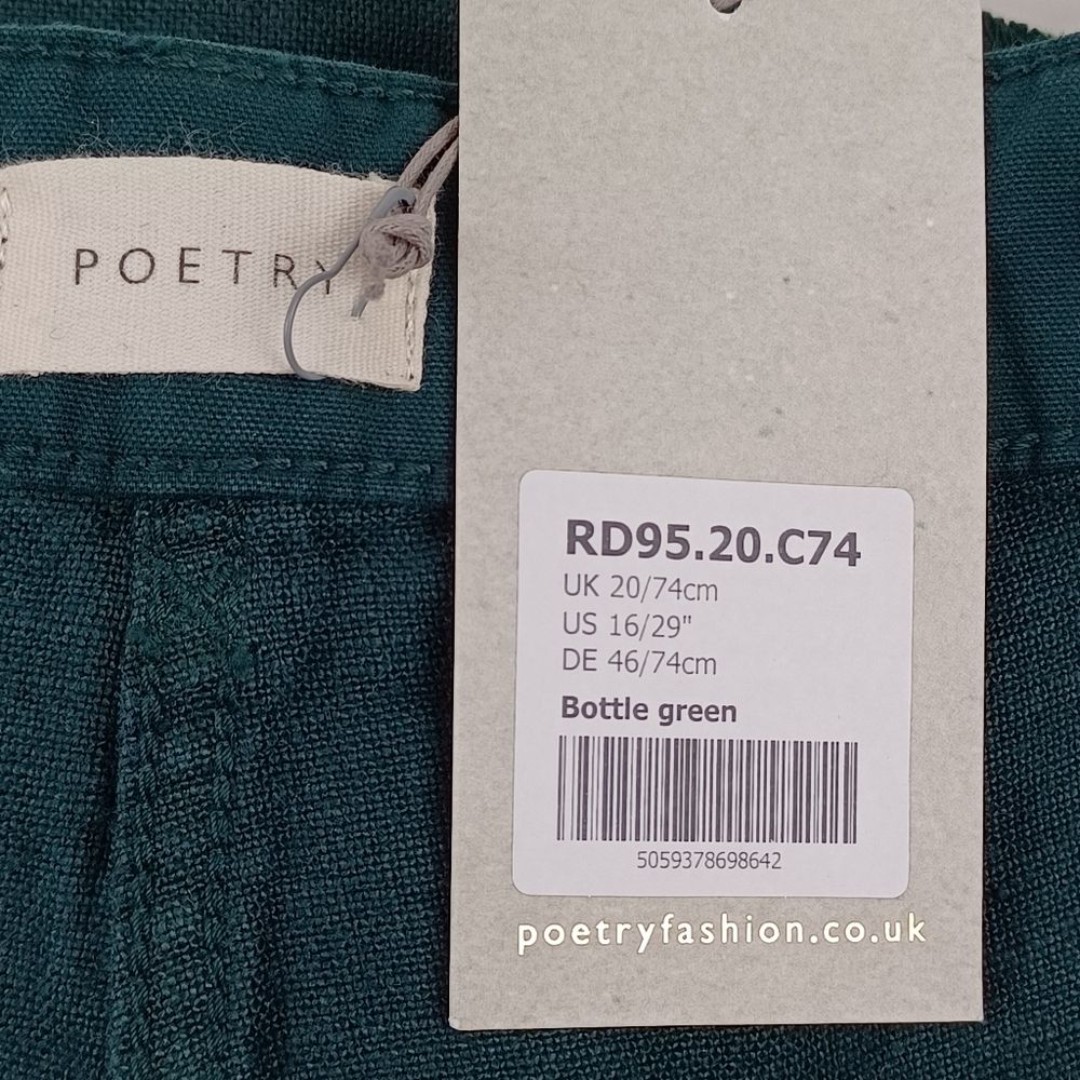 POETRY
RD95.20.C74
UK 20/74cm
US 16/29"
DE 46/74cm
Bottle green
5059378698642
poetryfashion.co.uk